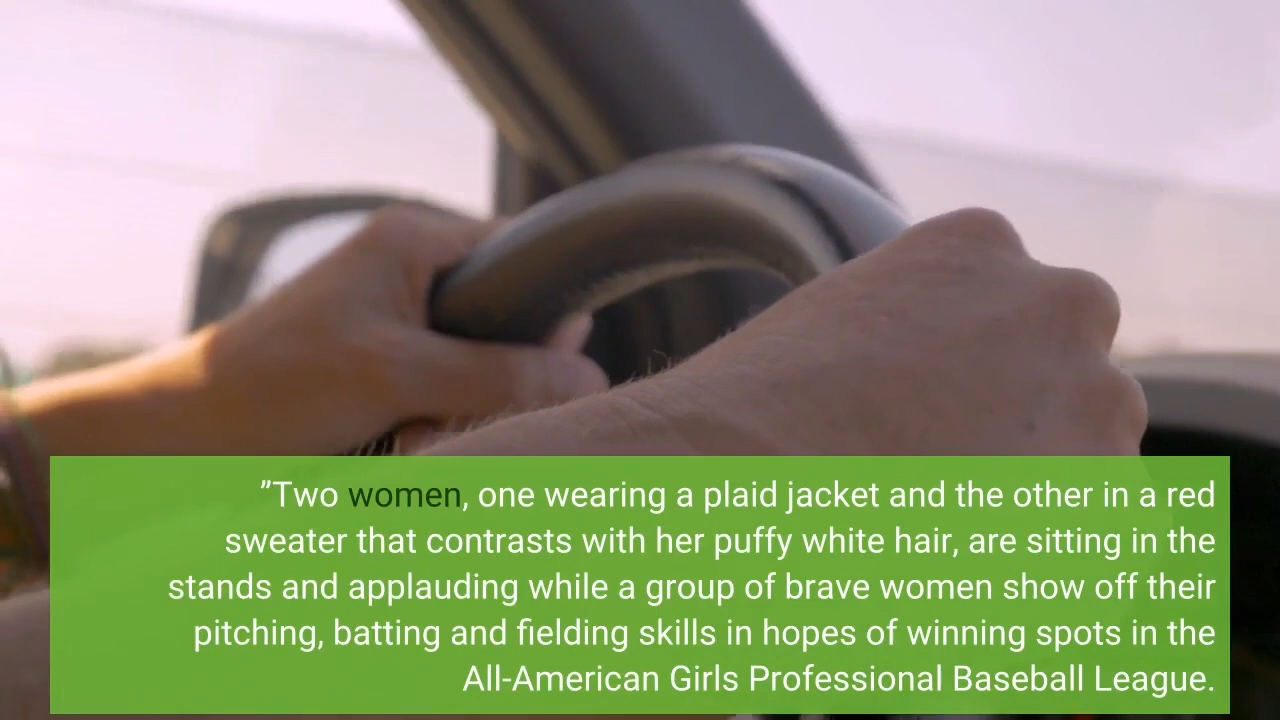 ”Two women, one wearing a plaid jacket and the other in a red
sweater that contrasts with her puffy white hair, are sitting in the
stands and applauding while a group of brave women show off their
pitching, batting and fielding skills in hopes of winning spots in the
All-American Girls Professional Baseball League.